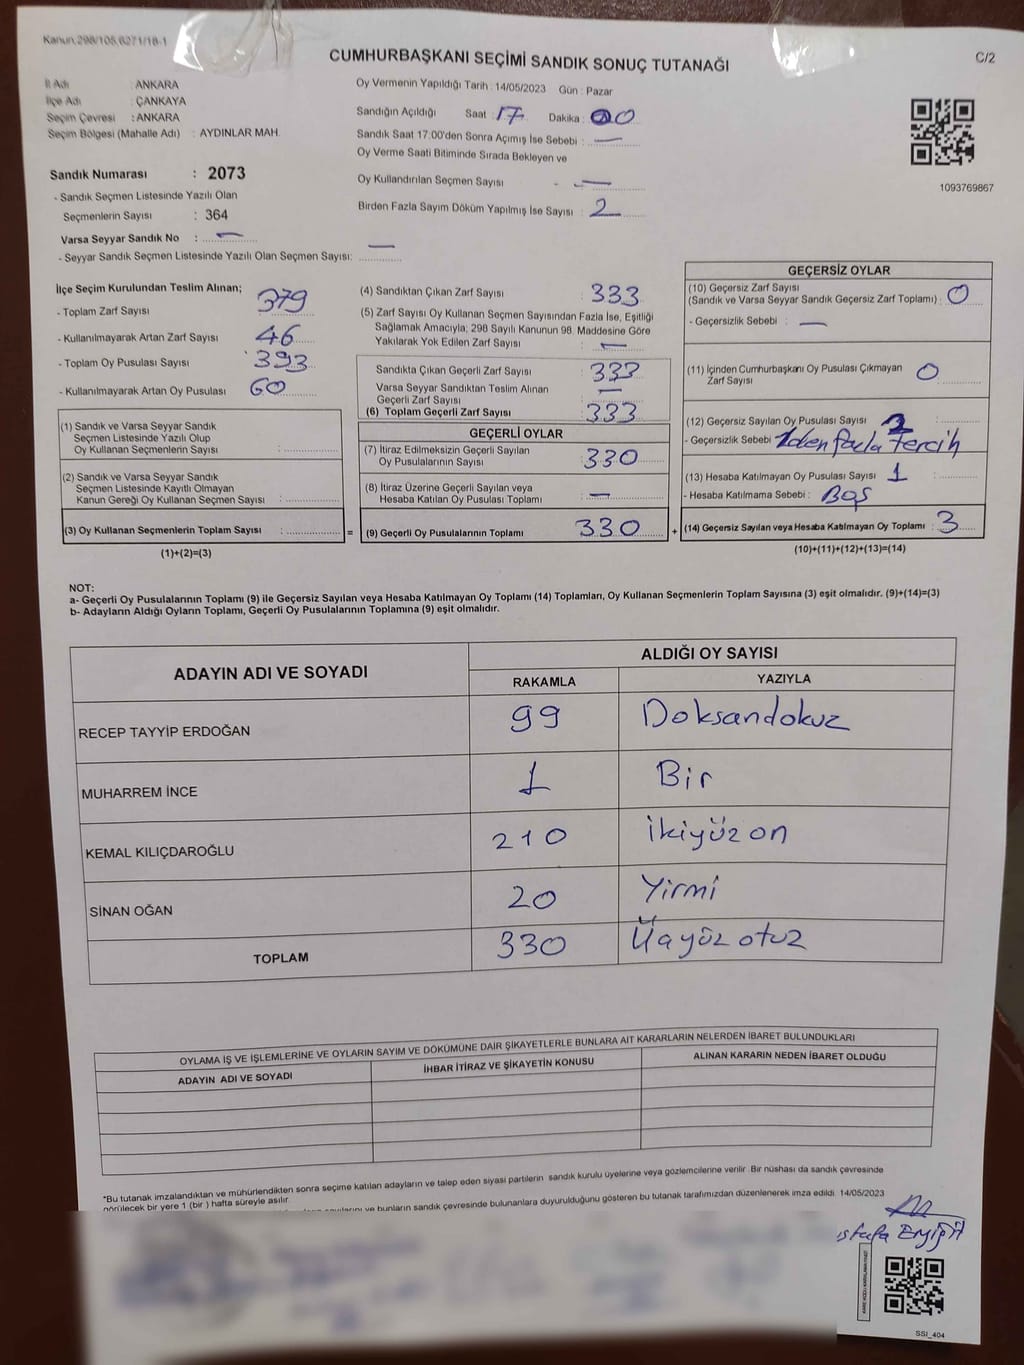 Kanun:298/105,6271/18-1
CUMHURBAŞKANI SEÇİMİ SANDIK SONUÇ TUTANAĞI
C/2
İl Adı : ANKARA
İlçe Adı : ÇANKAYA
Seçim Çevresi : ANKARA
Seçim Bölgesi (Mahalle Adı) : AYDINLAR MAH.
Oy Vermenin Yapıldığı Tarih : 14/05/2023 Gün : Pazar
Sandığın Açıldığı Saat : 17 Dakika : 00
Sandık Saat 17:00'den Sonra Açımış İse Sebebi : —
Oy Verme Saati Bitiminde Sırada Bekleyen ve
Oy Kullandırılan Seçmen Sayısı - —
Birden Fazla Sayım Döküm Yapılmış İse Sayısı : 2
1093769867
Sandık Numarası : 2073
- Sandık Seçmen Listesinde Yazılı Olan
Seçmenlerin Sayısı : 364
Varsa Seyyar Sandık No : —
- Seyyar Sandık Seçmen Listesinde Yazılı Olan Seçmen Sayısı: —
İlçe Seçim Kurulundan Teslim Alınan;
- Toplam Zarf Sayısı 379
- Kullanılmayarak Artan Zarf Sayısı 46
- Toplam Oy Pusulası Sayısı 393
- Kullanılmayarak Artan Oy Pusulası 60
(1) Sandık ve Varsa Seyyar Sandık
Seçmen Listesinde Yazılı Olup
Oy Kullanan Seçmenlerin Sayısı :
(2) Sandık ve Varsa Seyyar Sandık
Seçmen Listesinde Kayıtlı Olmayan
Kanun Gereği Oy Kullanan Seçmen Sayısı :
(3) Oy Kullanan Seçmenlerin Toplam Sayısı : =
(1)+(2)=(3)
(4) Sandıktan Çıkan Zarf Sayısı : 333
(5) Zarf Sayısı Oy Kullanan Seçmen Sayısından Fazla İse, Eşitliği
Sağlamak Amacıyla; 298 Sayılı Kanunun 98. Maddesine Göre
Yakılarak Yok Edilen Zarf Sayısı : —
Sandıkta Çıkan Geçerli Zarf Sayısı : 333
Varsa Seyyar Sandıktan Teslim Alınan
Geçerli Zarf Sayısı : —
(6) Toplam Geçerli Zarf Sayısı : 333
GEÇERLİ OYLAR
(7) İtiraz Edilmeksizin Geçerli Sayılan
Oy Pusulalarının Sayısı : 330
(8) İtiraz Üzerine Geçerli Sayılan veya
Hesaba Katılan Oy Pusulası Toplamı : —
(9) Geçerli Oy Pusulalarının Toplamı : 330 +
GEÇERSİZ OYLAR
(10) Geçersiz Zarf Sayısı
(Sandık ve Varsa Seyyar Sandık Geçersiz Zarf Toplamı) : 0
- Geçersizlik Sebebi : —
(11) İçinden Cumhurbaşkanı Oy Pusulası Çıkmayan
Zarf Sayısı : 0
(12) Geçersiz Sayılan Oy Pusulası Sayısı : 2
- Geçersizlik Sebebi : 1den fazla tercih
(13) Hesaba Katılmayan Oy Pusulası Sayısı : 1
- Hesaba Katılmama Sebebi : Boş
(14) Geçersiz Sayılan veya Hesaba Katılmayan Oy Toplamı : 3
(10)+(11)+(12)+(13)=(14)
NOT:
a- Geçerli Oy Pusulalarının Toplamı (9) ile Geçersiz Sayılan veya Hesaba Katılmayan Oy Toplamı (14) Toplamları, Oy Kullanan Seçmenlerin Toplam Sayısına (3) eşit olmalıdır. (9)+(14)=(3)
b- Adayların Aldığı Oyların Toplamı, Geçerli Oy Pusulalarının Toplamına (9) eşit olmalıdır.
ADAYIN ADI VE SOYADI
ALDIĞI OY SAYISI
RAKAMLA YAZIYLA
RECEP TAYYİP ERDOĞAN 99 Doksandokuz
MUHARREM İNCE 1 Bir
KEMAL KILIÇDAROĞLU 210 ikiyüz on
SİNAN OĞAN 20 Yirmi
TOPLAM 330 Üçyüz otuz
OYLAMA İŞ VE İŞLEMLERİNE VE OYLARIN SAYIM VE DÖKÜMÜNE DAİR ŞİKAYETLERLE BUNLARA AİT KARARLARIN NELERDEN İBARET BULUNDUKLARI
ADAYIN ADI VE SOYADI İHBAR İTİRAZ VE ŞİKAYETİN KONUSU ALINAN KARARIN NEDEN İBARET OLDUĞU
*Bu tutanak imzalandıktan ve mühürlendikten sonra seçime katılan adayların ve talep eden siyasi partilerin sandık kurulu üyelerine veya gözlemcilerine verilir. Bir nüshası da sandık çevresinde
görülecek bir yere 1 (bir ) hafta süreyle asılır.
ve bunların sandık çevresinde bulunanlara duyurulduğunu gösteren bu tutanak tarafımızdan düzenlenerek imza edildi. 14/05/2023
SSI_404